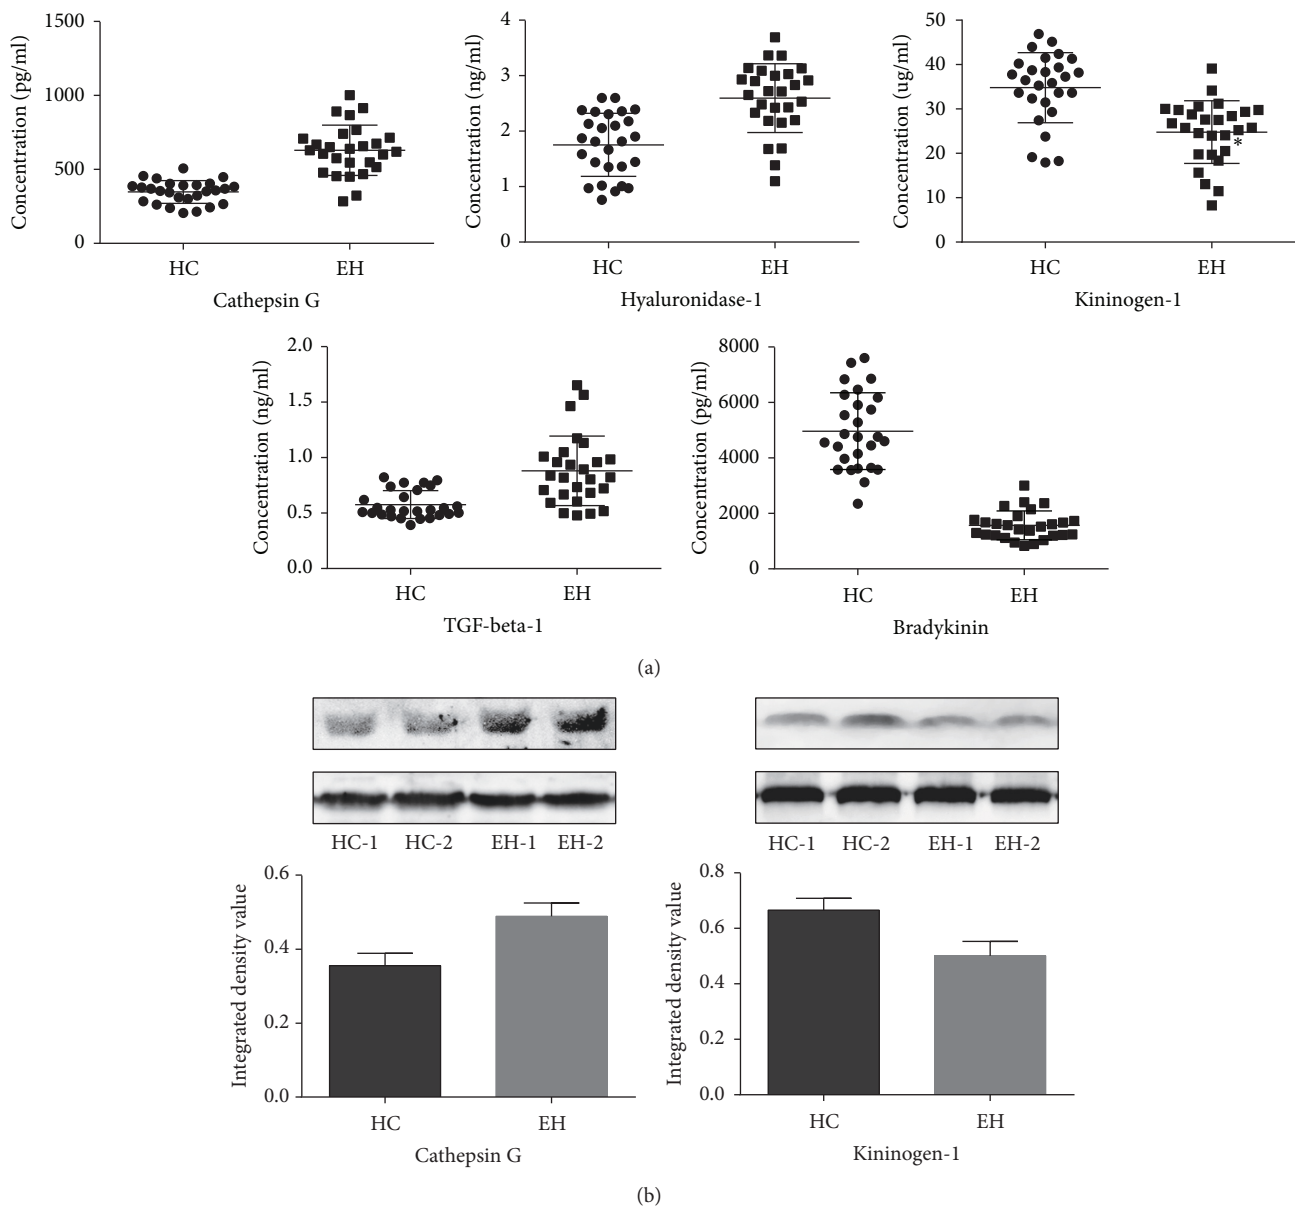 Concentration (pg/ml)
1500
1000
500
0
HC EH
Cathepsin G
Concentration (ng/ml)
4
3
2
1
0
HC EH
Hyaluronidase-1
Concentration (ug/ml)
50
40
30
20
10
0
*
HC EH
Kininogen-1
Concentration (ng/ml)
2.0
1.5
1.0
0.5
0.0
HC EH
TGF-beta-1
Concentration (pg/ml)
8000
6000
4000
2000
0
HC EH
Bradykinin
(a)
HC-1 HC-2 EH-1 EH-2
Integrated density value
0.6
0.4
0.2
0.0
HC EH
Cathepsin G
HC-1 HC-2 EH-1 EH-2
Integrated density value
0.8
0.6
0.4
0.2
0.0
HC EH
Kininogen-1
(b)